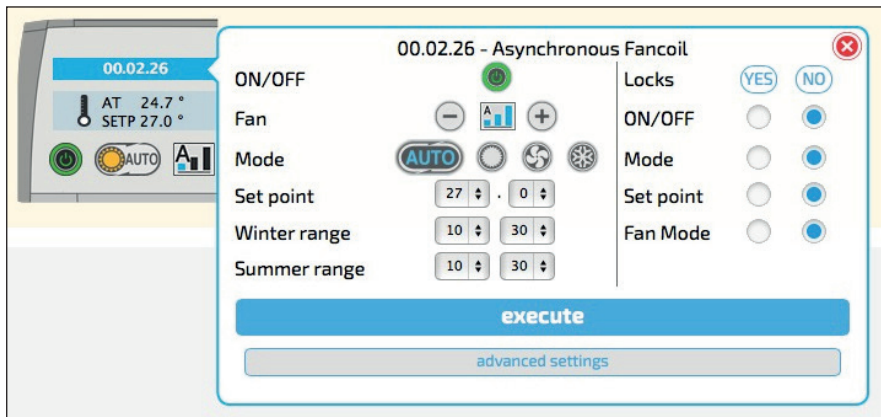 00.02.26
AT 24.7 °
SETP 27.0 °
AUTO A
00.02.26 - Asynchronous Fancoil
ON/OFF
Fan A
Mode AUTO
Set point 27 . 0
Winter range 10 30
Summer range 10 30
Locks YES NO
ON/OFF
Mode
Set point
Fan Mode
execute
advanced settings